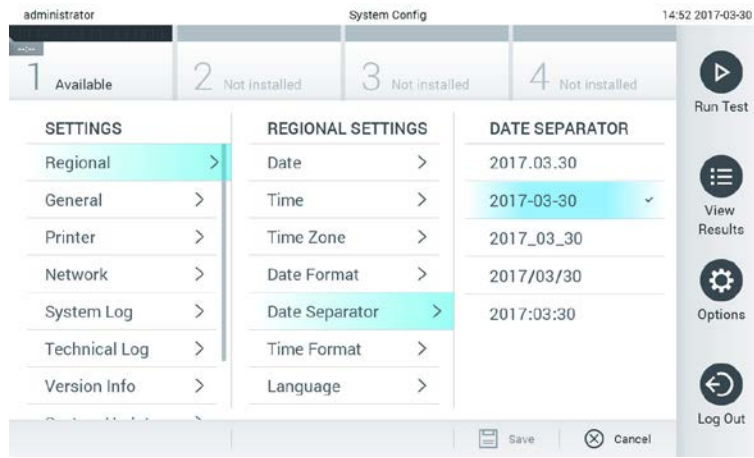 administrator
System Config
14:52 2017-03-30
--:--
1 Available
2 Not installed
3 Not installed
4 Not installed
Run Test
View
Results
Options
Log Out
SETTINGS
Regional >
General >
Printer >
Network >
System Log >
Technical Log >
Version Info >
REGIONAL SETTINGS
Date >
Time >
Time Zone >
Date Format >
Date Separator >
Time Format >
Language >
DATE SEPARATOR
2017.03.30
2017-03-30
2017_03_30
2017/03/30
2017:03:30
Save
Cancel